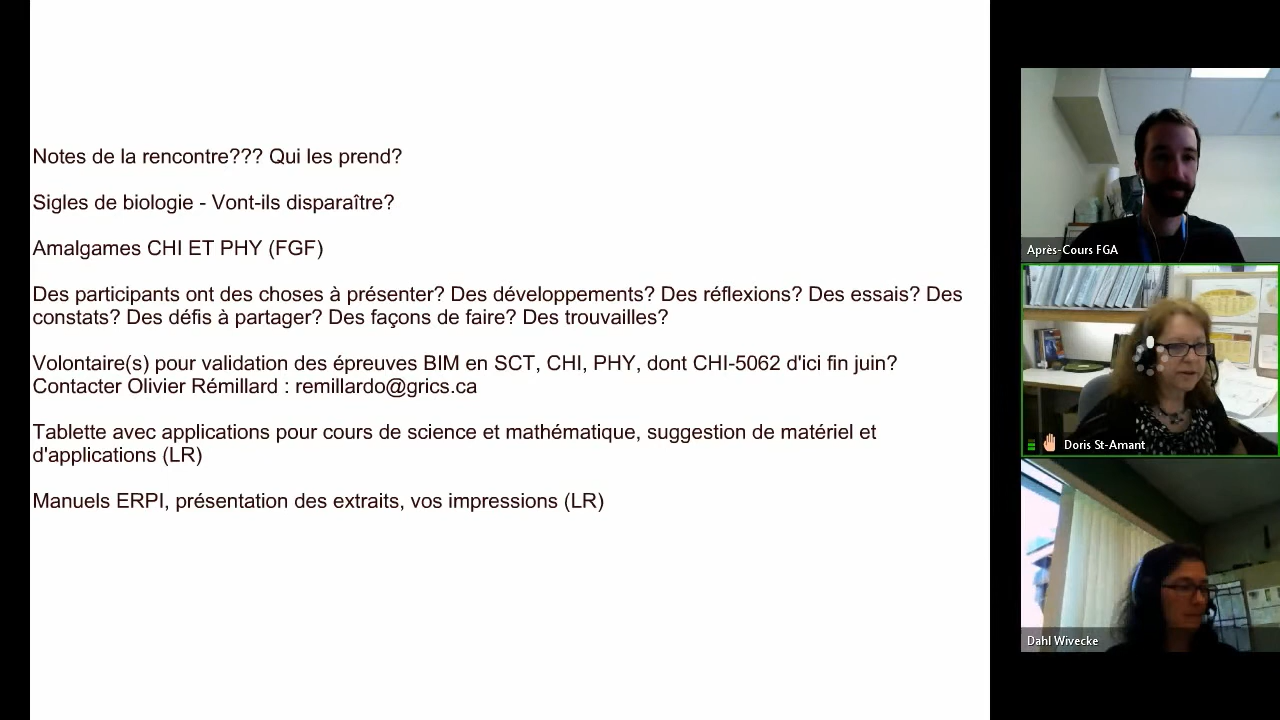 Notes de la rencontre??? Qui les prend?
Sigles de biologie - Vont-ils disparaître?
Amalgames CHI ET PHY (FGF)
Des participants ont des choses à présenter? Des développements? Des réflexions? Des essais? Des
constats? Des défis à partager? Des façons de faire? Des trouvailles?
Volontaire(s) pour validation des épreuves BIM en SCT, CHI, PHY, dont CHI-5062 d'ici fin juin?
Contacter Olivier Rémillard : remillardo@grics.ca
Tablette avec applications pour cours de science et mathématique, suggestion de matériel et
d'applications (LR)
Manuels ERPI, présentation des extraits, vos impressions (LR)
Après-Cours FGA
Doris St-Amant
Dahl Wivecke